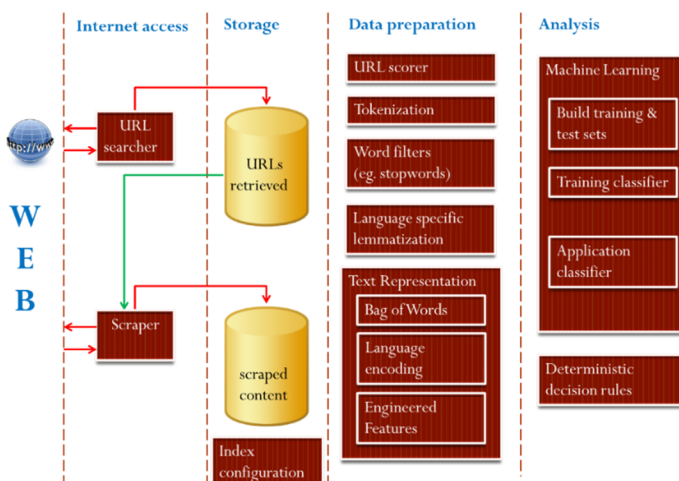 Internet access
Storage
Data preparation
Analysis
http://ww
W
E
B
URL
searcher
Scraper
URLs
retrieved
scraped
content
Index
configuration
URL scorer
Tokenization
Word filters
(eg. stopwords)
Language specific
lemmatization
Text Representation
Bag of Words
Language
encoding
Engineered
Features
Machine Learning
Build training &
test sets
Training classifier
Application
classifier
Deterministic
decision rules